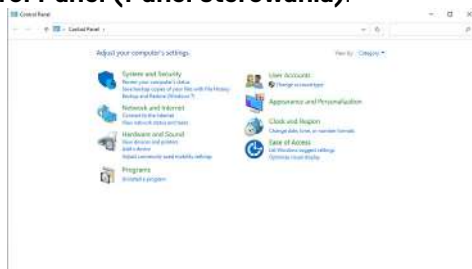 Panel (Panel sterowania).
Control Panel
Control Panel
Adjust your computer's settings
View by: Category
System and Security
Review your computer's status
Save backup copies of your files with File History
Backup and Restore (Windows 7)
Network and Internet
Connect to the Internet
View network status and tasks
Hardware and Sound
View devices and printers
Add a device
Adjust commonly used mobility settings
Programs
Uninstall a program
User Accounts
Change account type
Appearance and Personalization
Clock and Region
Change date, time, or number formats
Ease of Access
Let Windows suggest settings
Optimize visual display